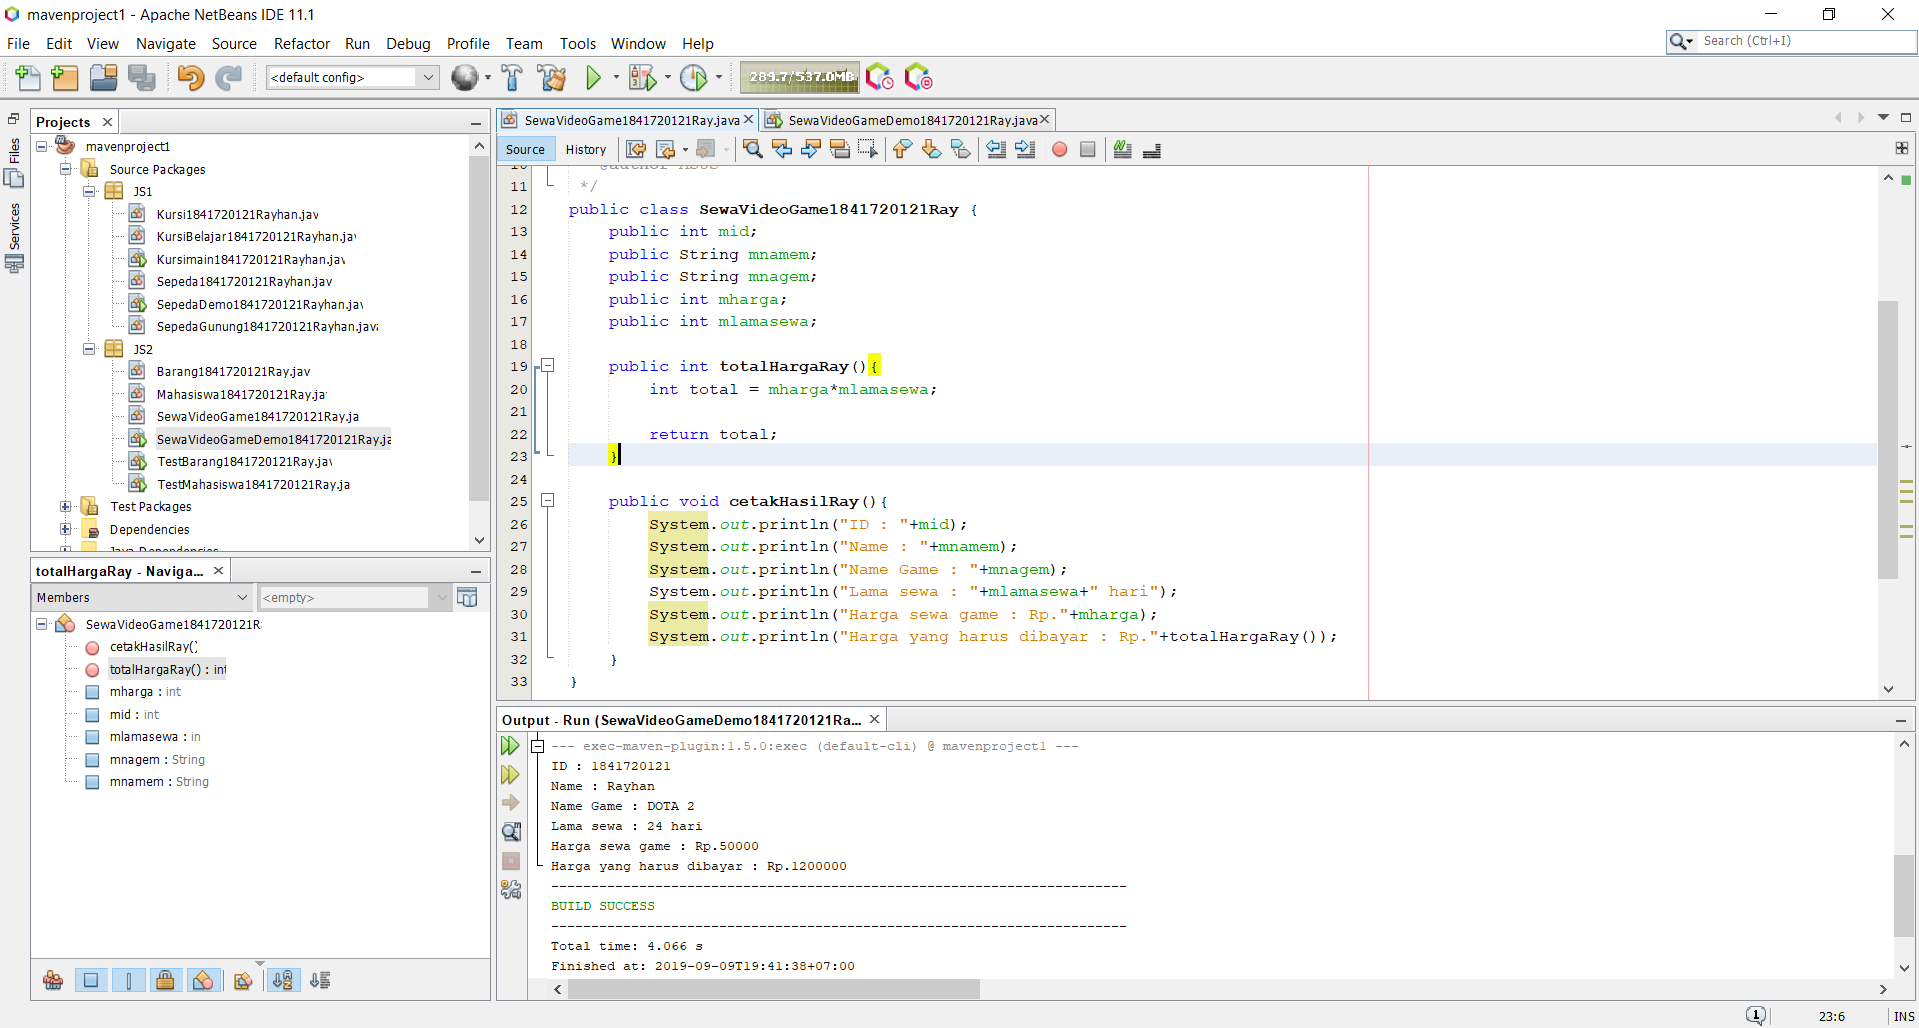 mavenproject1 - Apache NetBeans IDE 11.1
File Edit View Navigate Source Refactor Run Debug Profile Team Tools Window Help
Search (Ctrl+I)
<default config>
289.7/537.0MB
Files
Services
Projects
mavenproject1
Source Packages
JS1
Kursi1841720121Rayhan.jav
KursiBelajar1841720121Rayhan.jav
Kursimain1841720121Rayhan.jav
Sepeda1841720121Rayhan.jav
SepedaDemo1841720121Rayhan.jav
SepedaGunung1841720121Rayhan.java
JS2
Barang1841720121Ray.jav
Mahasiswa1841720121Ray.ja
SewaVideoGame1841720121Ray.ja
SewaVideoGameDemo1841720121Ray.ja
TestBarang1841720121Ray.jav
TestMahasiswa1841720121Ray.ja
Test Packages
Dependencies
Java Dependencies
totalHargaRay - Naviga...
Members
<empty>
SewaVideoGame1841720121R
cetakHasilRay()
totalHargaRay() : int
mharga : int
mid : int
mlamasewa : in
mnagem : String
mnamem : String
SewaVideoGame1841720121Ray.java
SewaVideoGameDemo1841720121Ray.java
Source History
10 @author ASUS
11 */
12 public class SewaVideoGame1841720121Ray {
13 public int mid;
14 public String mnamem;
15 public String mnagem;
16 public int mharga;
17 public int mlamasewa;
18
19 public int totalHargaRay(){
20 int total = mharga*mlamasewa;
21
22 return total;
23 }
24
25 public void cetakHasilRay(){
26 System.out.println("ID : "+mid);
27 System.out.println("Name : "+mnamem);
28 System.out.println("Name Game : "+mnagem);
29 System.out.println("Lama sewa : "+mlamasewa+" hari");
30 System.out.println("Harga sewa game : Rp."+mharga);
31 System.out.println("Harga yang harus dibayar : Rp."+totalHargaRay());
32 }
33 }
Output - Run (SewaVideoGameDemo1841720121Ra...
--- exec-maven-plugin:1.5.0:exec (default-cli) @ mavenproject1 ---
ID : 1841720121
Name : Rayhan
Name Game : DOTA 2
Lama sewa : 24 hari
Harga sewa game : Rp.50000
Harga yang harus dibayar : Rp.1200000
------------------------------------------------------------------------
BUILD SUCCESS
------------------------------------------------------------------------
Total time: 4.066 s
Finished at: 2019-09-09T19:41:38+07:00
1
23:6
INS